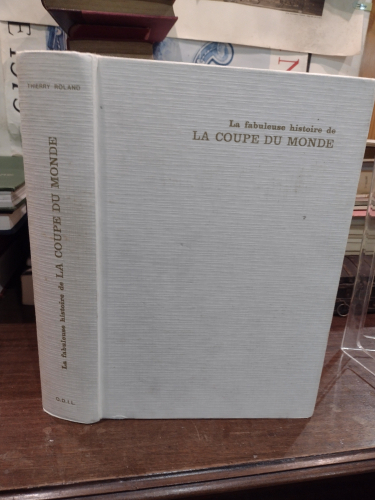 THIERRY ROLAND
La fabuleuse histoire de LA COUPE DU MONDE
O.D.I.L.
La fabuleuse histoire de
LA COUPE DU MONDE